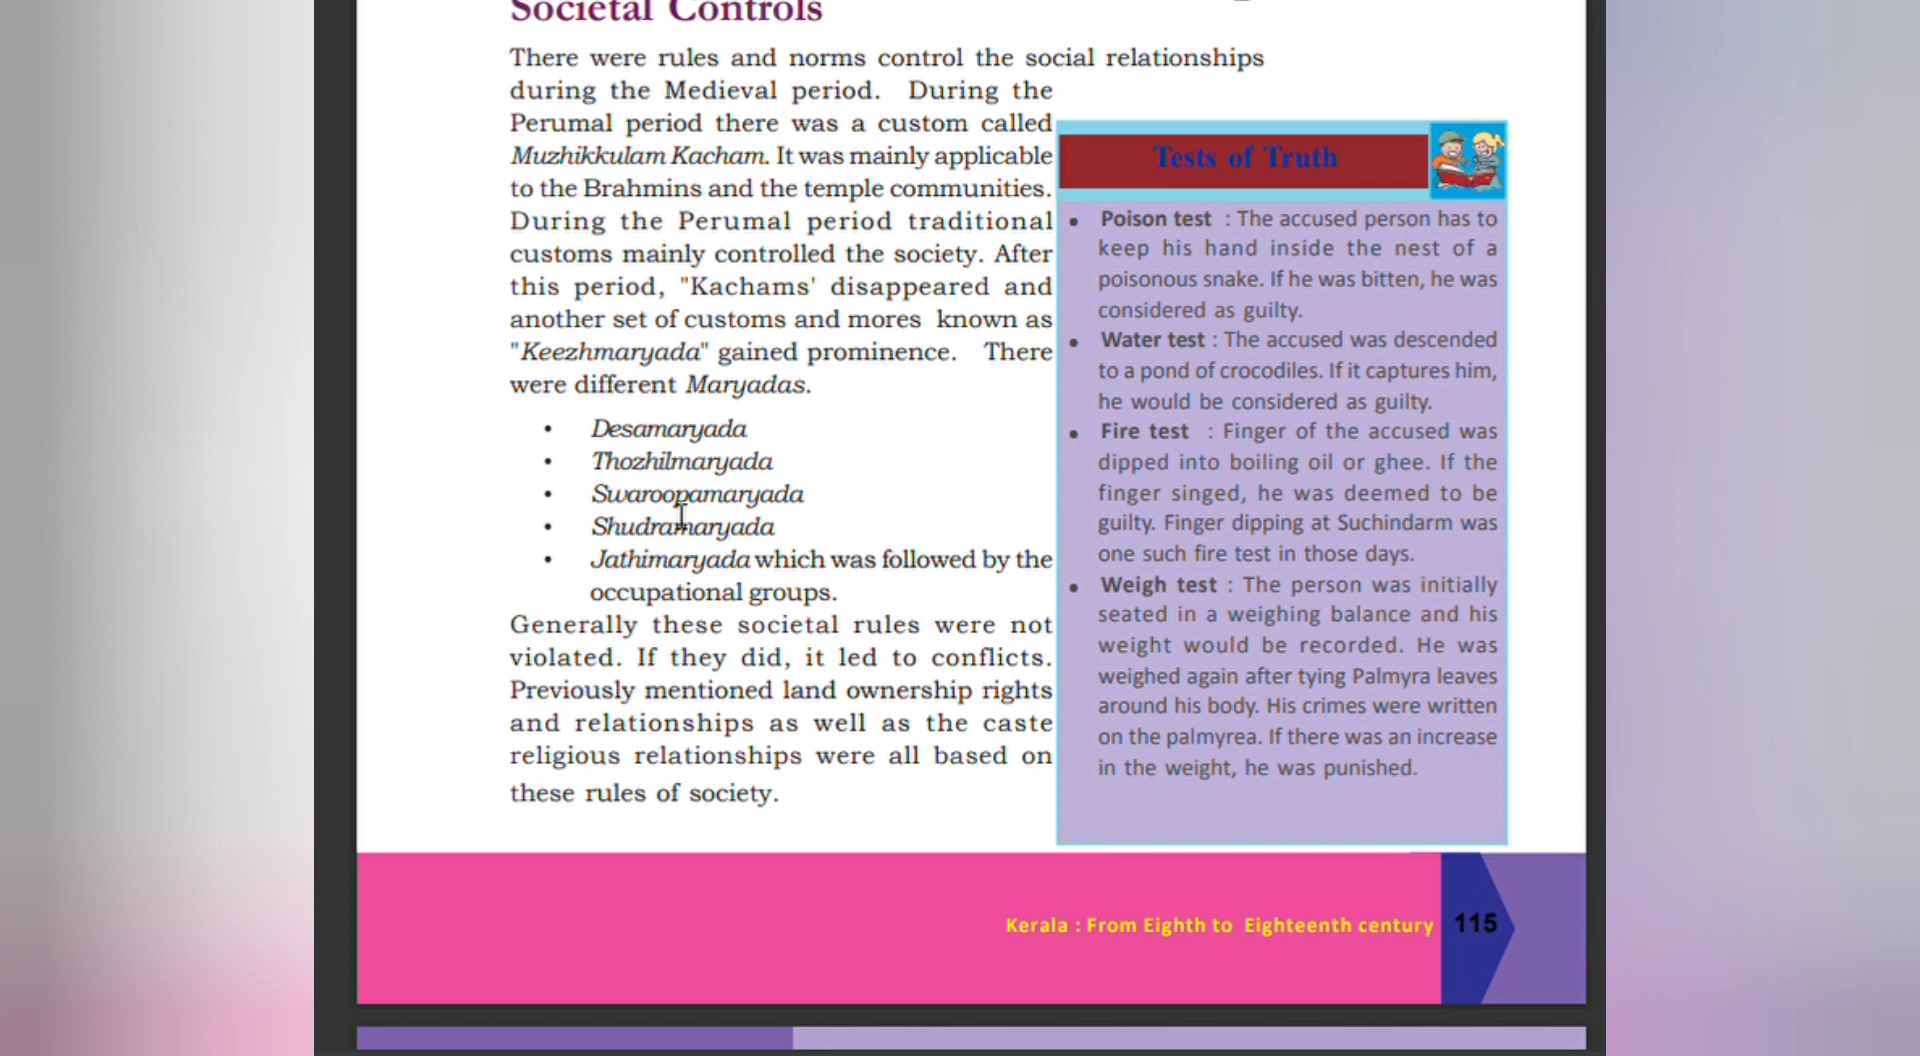 Societal Controls
There were rules and norms control the social relationships
during the Medieval period. During the
Perumal period there was a custom called
Muzhikkulam Kacham. It was mainly applicable
to the Brahmins and the temple communities.
During the Perumal period traditional
customs mainly controlled the society. After
this period, "Kachams' disappeared and
another set of customs and mores known as
"Keezhmaryada" gained prominence. There
were different Maryadas.
• Desamaryada
• Thozhilmaryada
• Swaroopamaryada
• Shudramaryada
• Jathimaryada which was followed by the
occupational groups.
Generally these societal rules were not
violated. If they did, it led to conflicts.
Previously mentioned land ownership rights
and relationships as well as the caste
religious relationships were all based on
these rules of society.
Tests of Truth
• Poison test : The accused person has to
keep his hand inside the nest of a
poisonous snake. If he was bitten, he was
considered as guilty.
• Water test : The accused was descended
to a pond of crocodiles. If it captures him,
he would be considered as guilty.
• Fire test : Finger of the accused was
dipped into boiling oil or ghee. If the
finger singed, he was deemed to be
guilty. Finger dipping at Suchindarm was
one such fire test in those days.
• Weigh test : The person was initially
seated in a weighing balance and his
weight would be recorded. He was
weighed again after tying Palmyra leaves
around his body. His crimes were written
on the palmyrea. If there was an increase
in the weight, he was punished.
Kerala : From Eighth to Eighteenth century 115